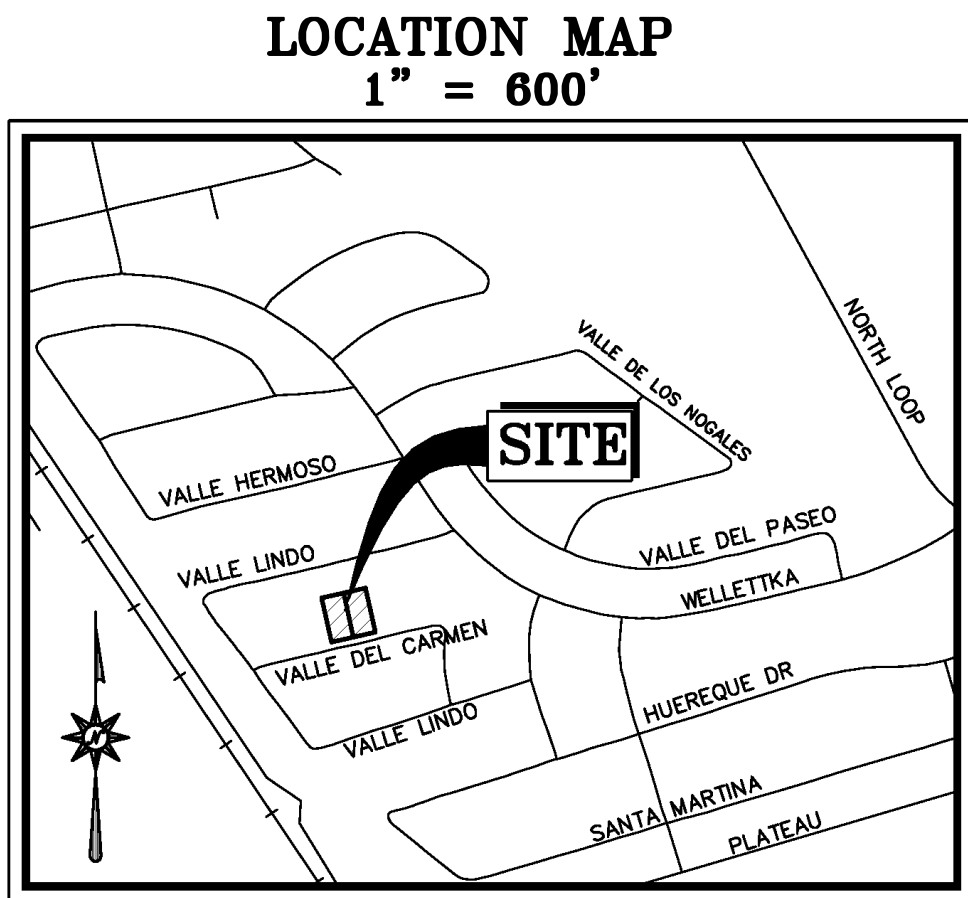 LOCATION MAP
1" = 600'
NORTH LOOP
VALLE DE LOS NOGALES
SITE
VALLE HERMOSO
VALLE DEL PASEO
VALLE LINDO
WELLETTKA
VALLE DEL CARMEN
HUEREQUE DR
VALLE LINDO
N
SANTA MARTINA
PLATEAU